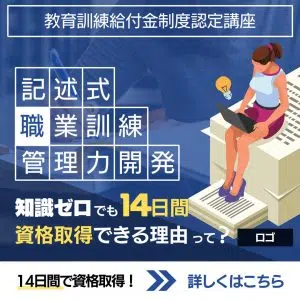 教育訓練給付金制度認定講座
記述式
職業訓練
管理力開発
知識ゼロでも14日間
資格取得できる理由って?
ロゴ
14日間で資格取得! 詳しくはこちら